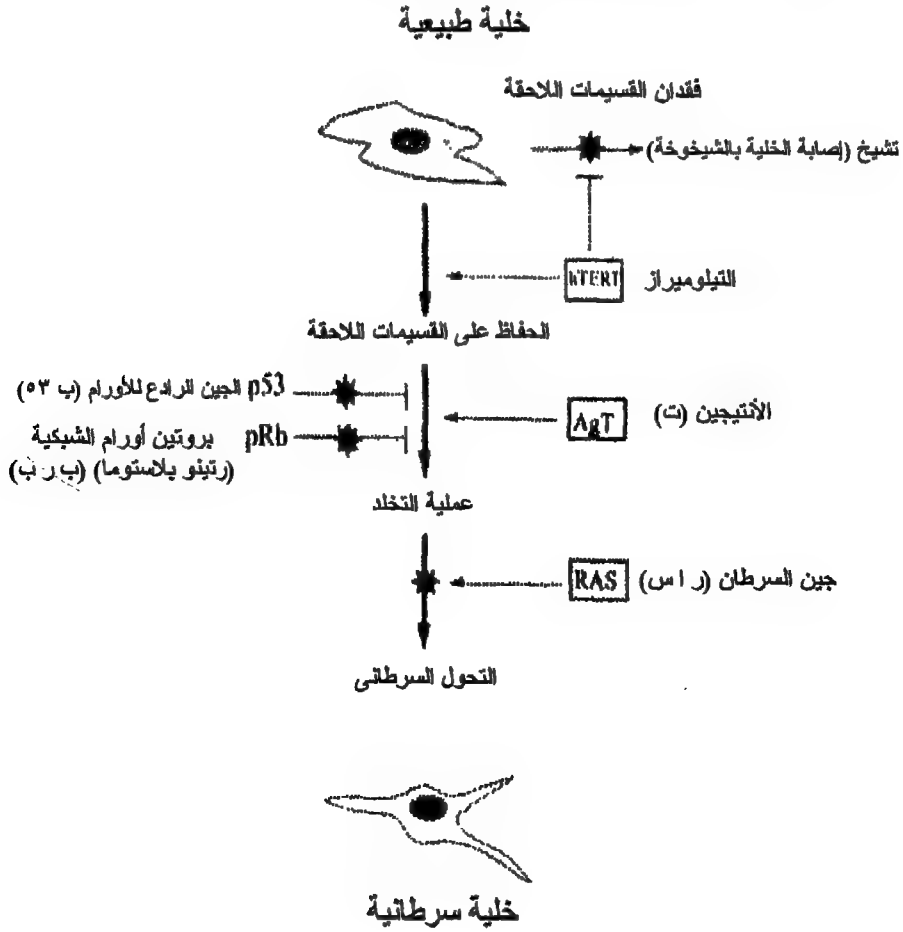 خلية طبيعية
فقدان القسيمات اللاحقة
تشيخ (إصابة الخلية بالشيخوخة)
hTERT التيلوميراز
الحفاظ على القسيمات اللاحقة
p53 الجين الرادع للأورام (ب ٥٣)
AgT الأنتيجين (ت)
pRb بروتين أورام الشبكية
(رتينو بلاستوما) (ب ر ب)
عملية التخلد
RAS جين السرطان (ر ا س)
التحول السرطانى
خلية سرطانية